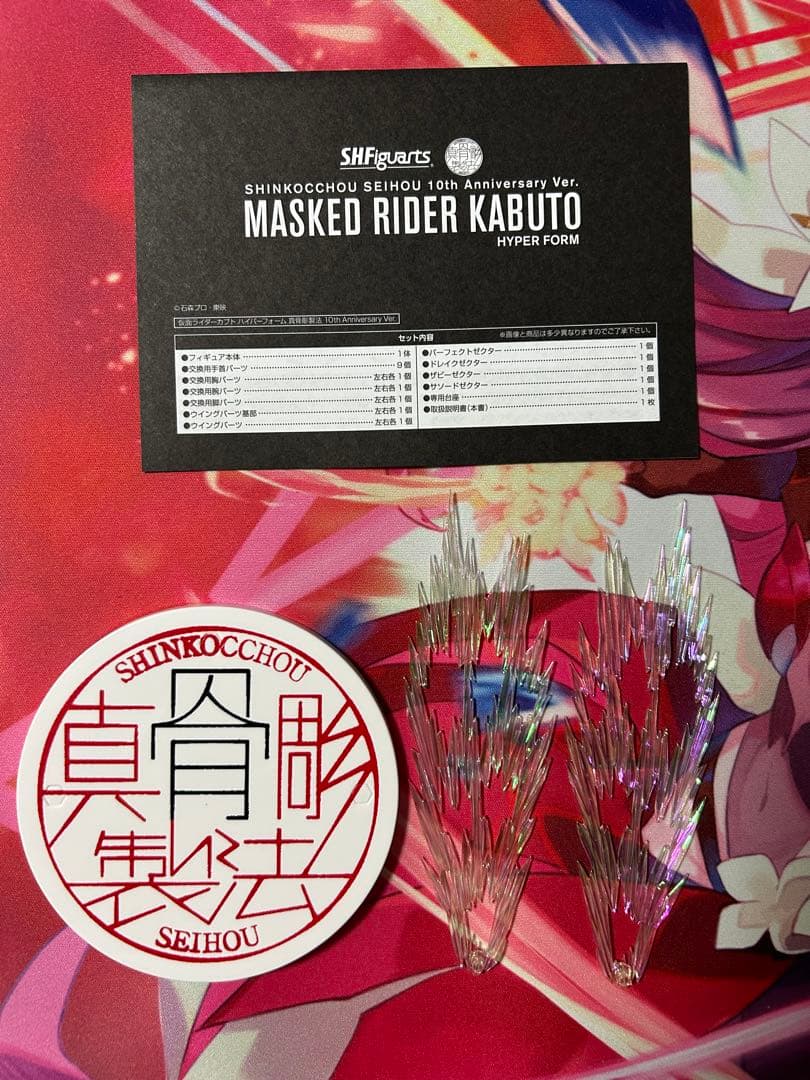 S.H.Figuarts 真骨彫製法
SHINKOCCHOU SEIHOU 10th Anniversary Ver.
MASKED RIDER KABUTO
HYPER FORM
©石森プロ・東映
仮面ライダーカブト ハイパーフォーム 真骨彫製法 10th Anniversary Ver.
セット内容
※画像と商品は多少異なりますのでご了承下さい。
●フィギュア本体 1体
●交換用手首パーツ 9個
●交換用胸パーツ 左右各1個
●交換用腕パーツ 左右各1個
●交換用脚パーツ 左右各1個
●ウイングパーツ基部 左右各1個
●ウイングパーツ 左右各1個
●パーフェクトゼクター 1個
●ドレイクゼクター 1個
●ザビーゼクター 1個
●サソードゼクター 1個
●専用台座 1個
●取扱説明書(本書) 1枚
SHINKOCCHOU
真骨彫
製法
SEIHOU